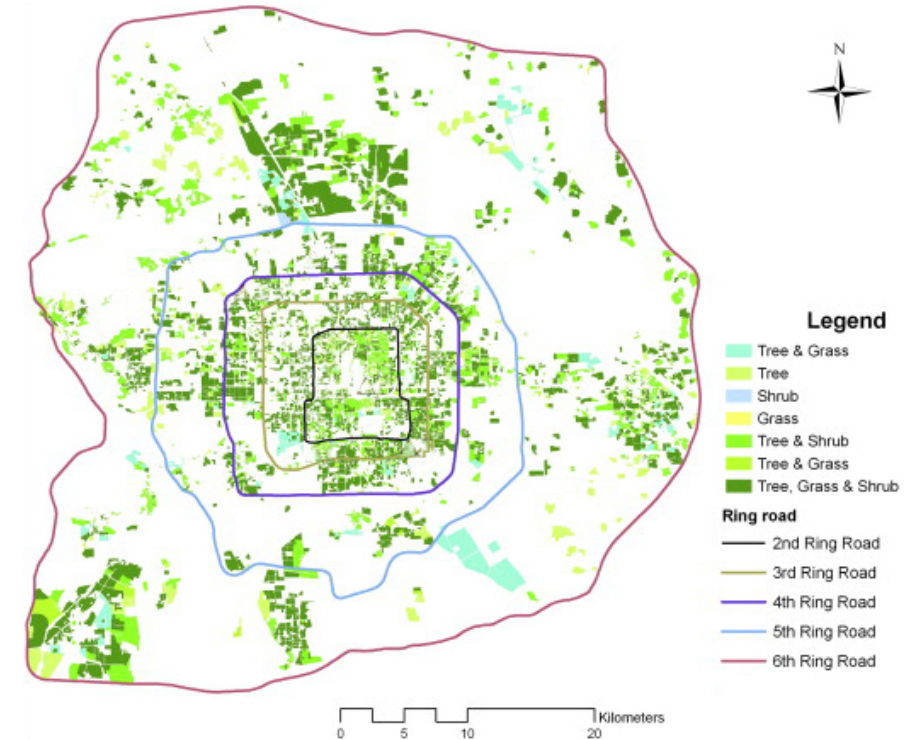 N
Legend
Tree & Grass
Tree
Shrub
Grass
Tree & Shrub
Tree & Grass
Tree, Grass & Shrub
Ring road
2nd Ring Road
3rd Ring Road
4th Ring Road
5th Ring Road
6th Ring Road
Kilometers
0 5 10 20